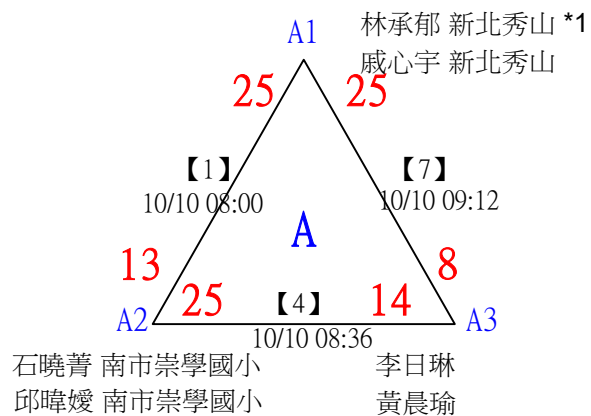 A1
林承郁 新北秀山 *1
戚心宇 新北秀山
25 25
【1】 【7】
10/10 08:00 10/10 09:12
A
13 8
25 【4】 14
A2 A3
10/10 08:36
石曉菁 南市崇學國小 李日琳
邱暐嬡 南市崇學國小 黃晨瑜